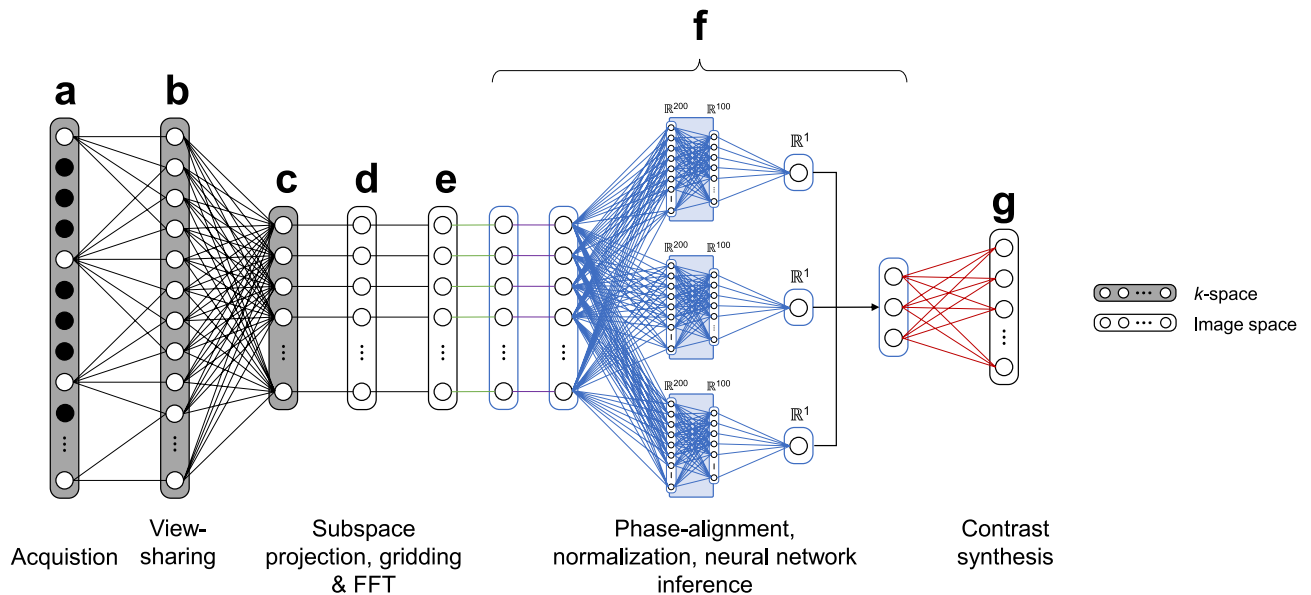 f
a
b
c
d
e
g
ℝ²⁰⁰ ℝ¹⁰⁰
ℝ¹
ℝ²⁰⁰ ℝ¹⁰⁰
ℝ¹
ℝ²⁰⁰ ℝ¹⁰⁰
ℝ¹
k-space
Image space
Acquistion
View-
sharing
Subspace
projection, gridding
& FFT
Phase-alignment,
normalization, neural network
inference
Contrast
synthesis